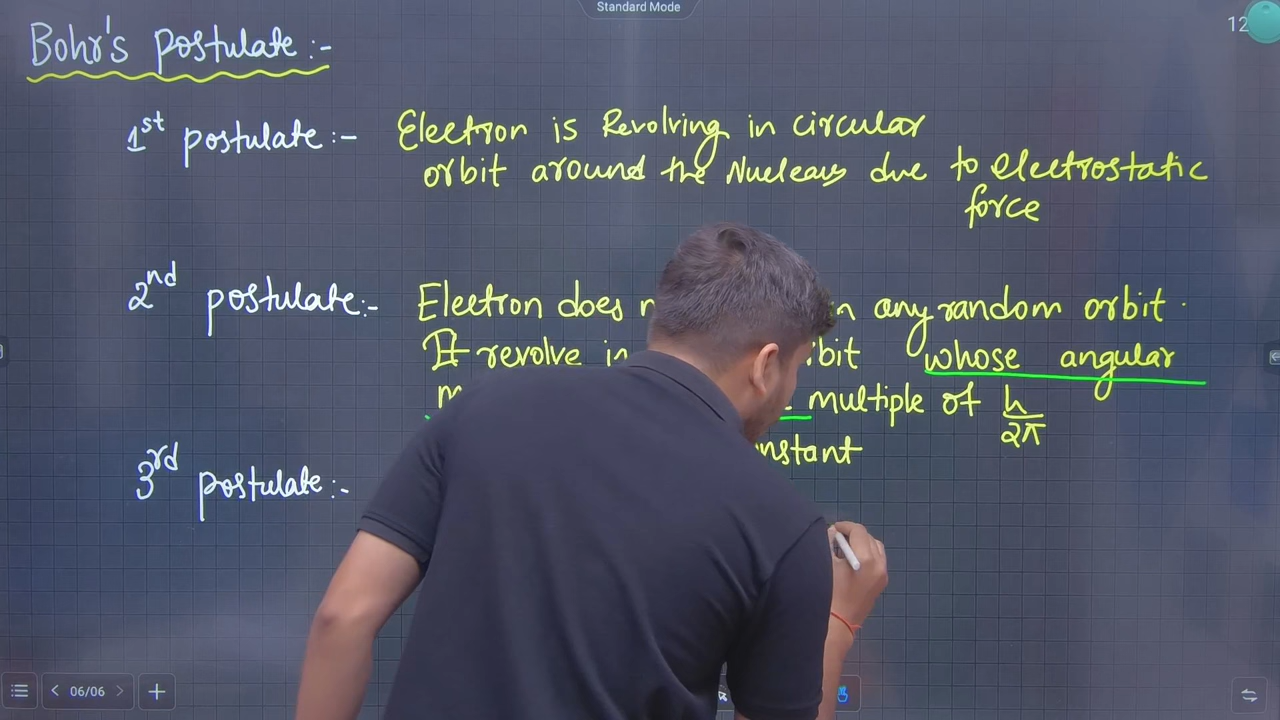 Standard Mode
12
Bohr's postulate :-
1st postulate :- Electron is Revolving in circular
orbit around the Nucleus due to electrostatic
force
2nd postulate :- Electron does any random orbit .
It revolve in whose angular
multiple of h/2π
3rd postulate :-
06/06